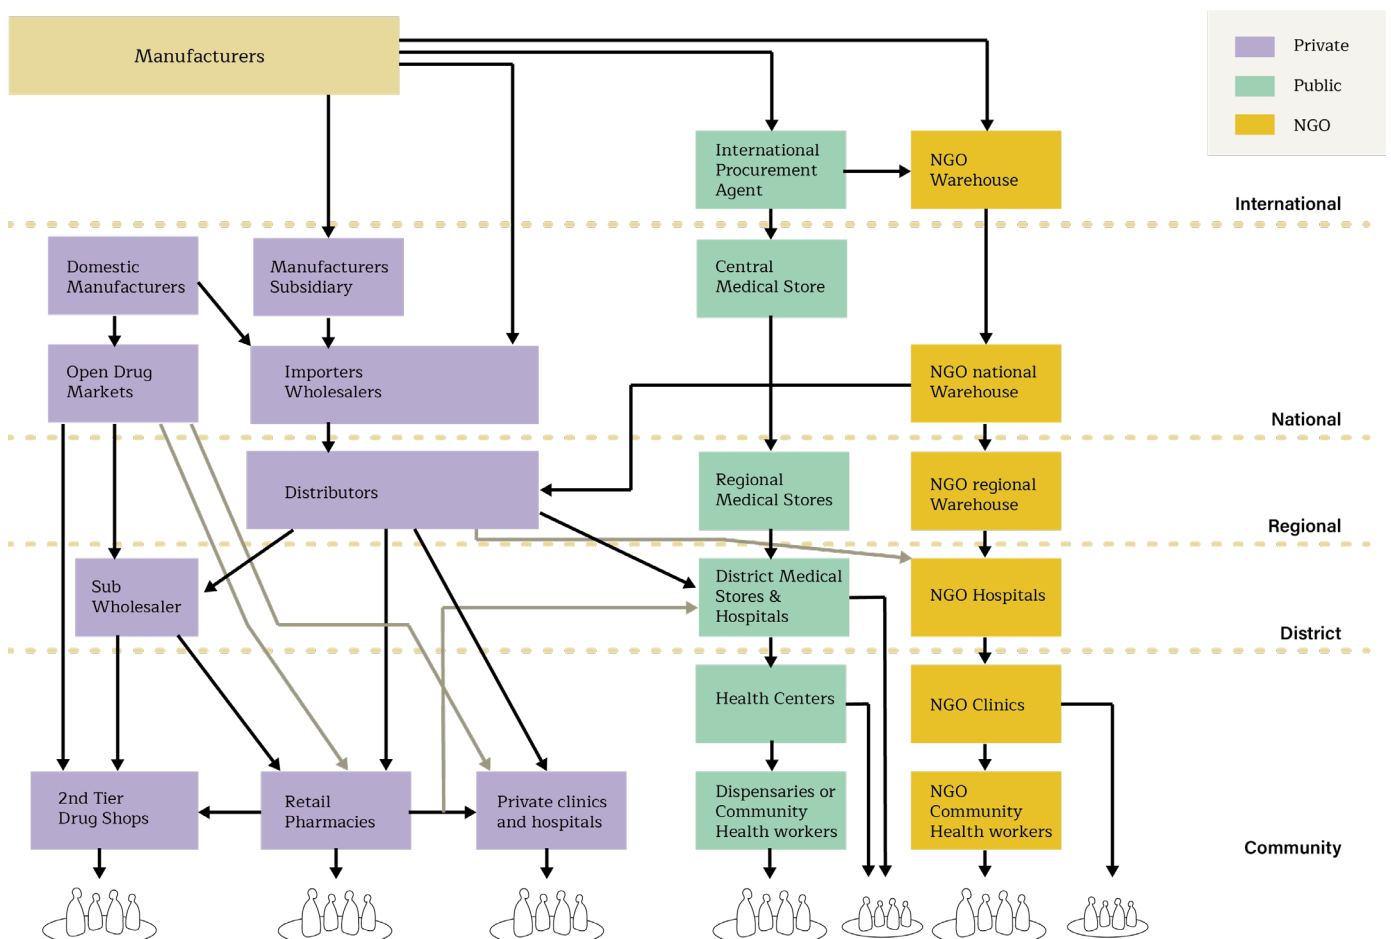 Manufacturers
Private
Public
NGO
International
Procurement
Agent
NGO
Warehouse
International
Domestic
Manufacturers
Manufacturers
Subsidiary
Central
Medical Store
Open Drug
Markets
Importers
Wholesalers
NGO national
Warehouse
National
Distributors
Regional
Medical Stores
NGO regional
Warehouse
Regional
Sub
Wholesaler
District Medical
Stores &
Hospitals
NGO Hospitals
District
Health Centers
NGO Clinics
2nd Tier
Drug Shops
Retail
Pharmacies
Private clinics
and hospitals
Dispensaries or
Community
Health workers
NGO
Community
Health workers
Community